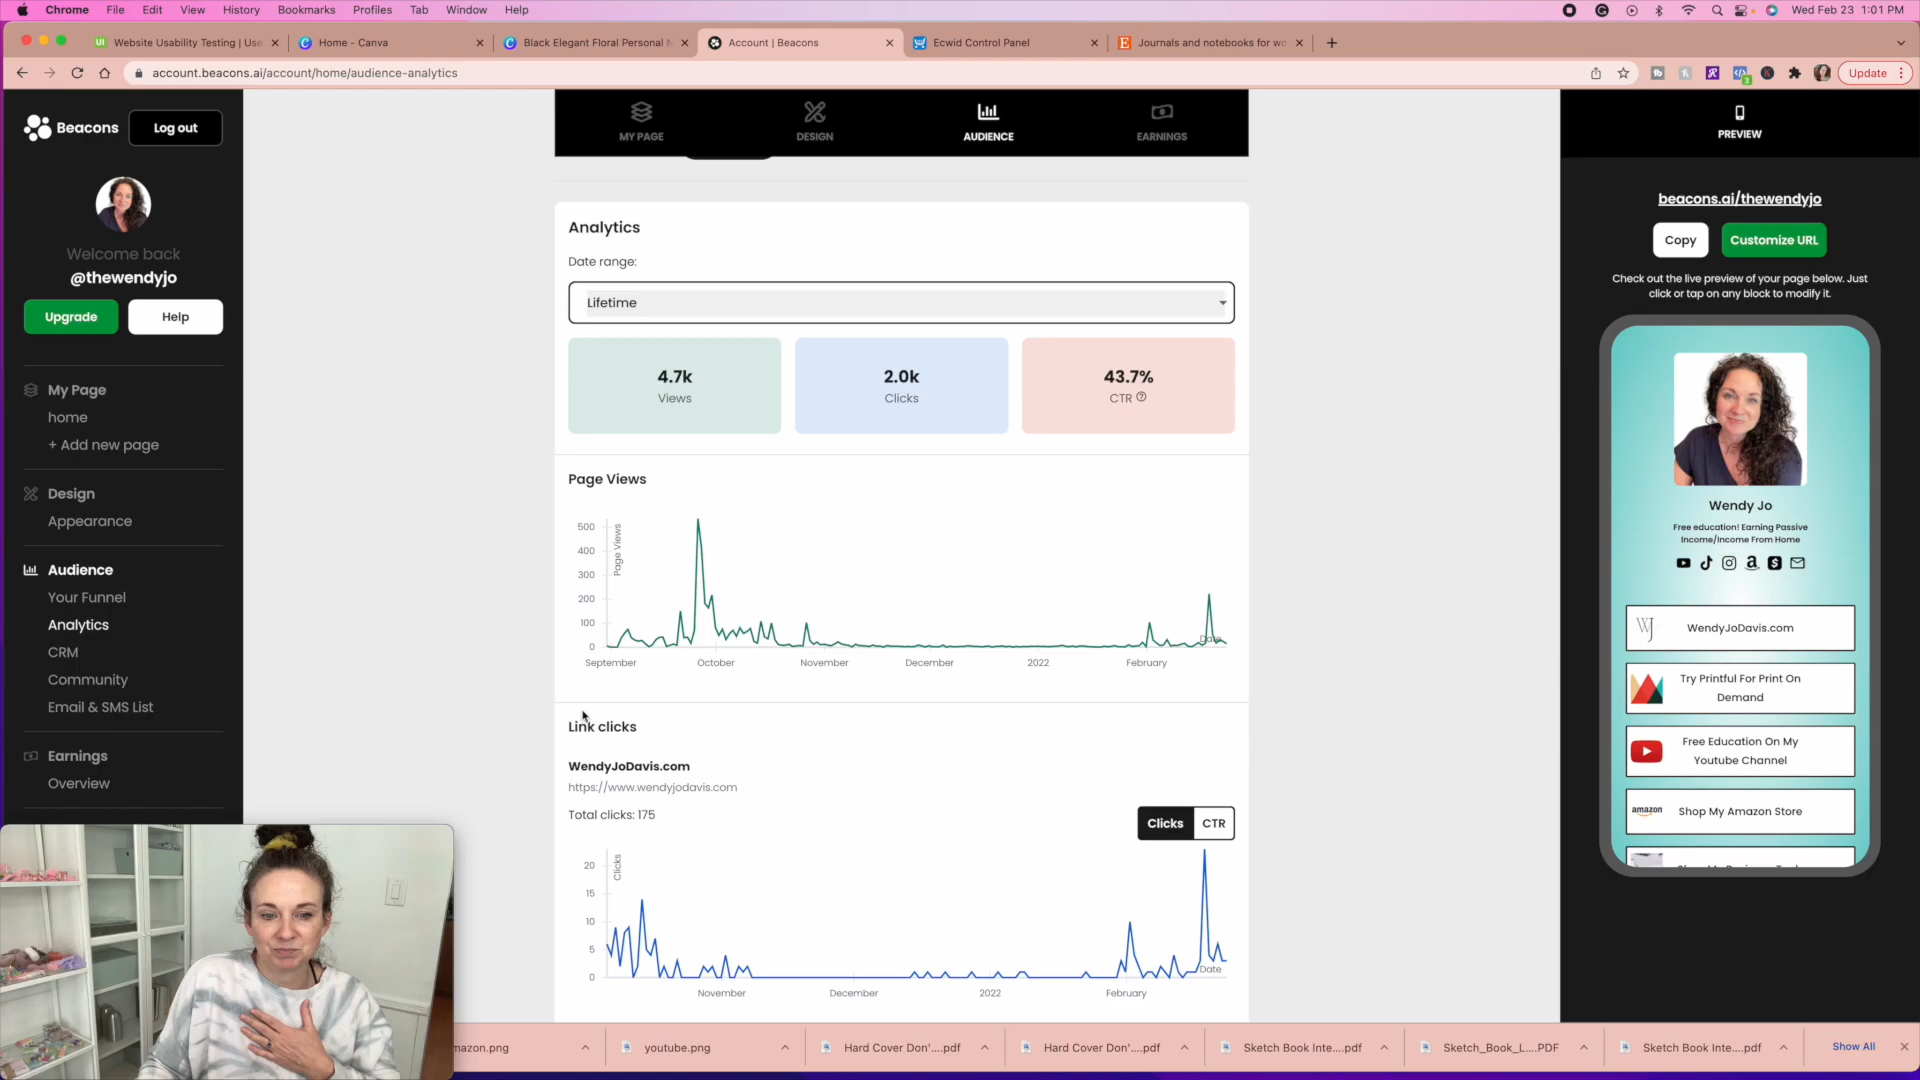 Chrome File Edit View History Bookmarks Profiles Tab Window Help Wed Feb 23 1:01 PM
UI Website Usability Testing | Use Home - Canva Black Elegant Floral Personal N Account | Beacons Ecwid Control Panel Journals and notebooks for wo
account.beacons.ai/account/home/audience-analytics Update
Beacons Log out
Welcome back
@thewendyjo
Upgrade Help
My Page
home
+ Add new page
Design
Appearance
Audience
Your Funnel
Analytics
CRM
Community
Email & SMS List
Earnings
Overview
MY PAGE DESIGN AUDIENCE EARNINGS
Analytics
Date range:
Lifetime
4.7k 2.0k 43.7%
Views Clicks CTR
Page Views
500
400
300
200
100
0
Page Views
Date
September October November December 2022 February
Link clicks
WendyJoDavis.com
https://www.wendyjodavis.com
Total clicks: 175
Clicks CTR
20
15
10
5
0
Clicks
Date
November December 2022 February
PREVIEW
beacons.ai/thewendyjo
Copy Customize URL
Check out the live preview of your page below. Just
click or tap on any block to modify it.
Wendy Jo
Free education! Earning Passive
Income/Income From Home
WJ WendyJoDavis.com
Try Printful For Print On
Demand
Free Education On My
Youtube Channel
amazon Shop My Amazon Store
mazon.png youtube.png Hard Cover Don'....pdf Hard Cover Don'....pdf Sketch Book Inte....pdf Sketch_Book_L....PDF Sketch Book Inte....pdf Show All